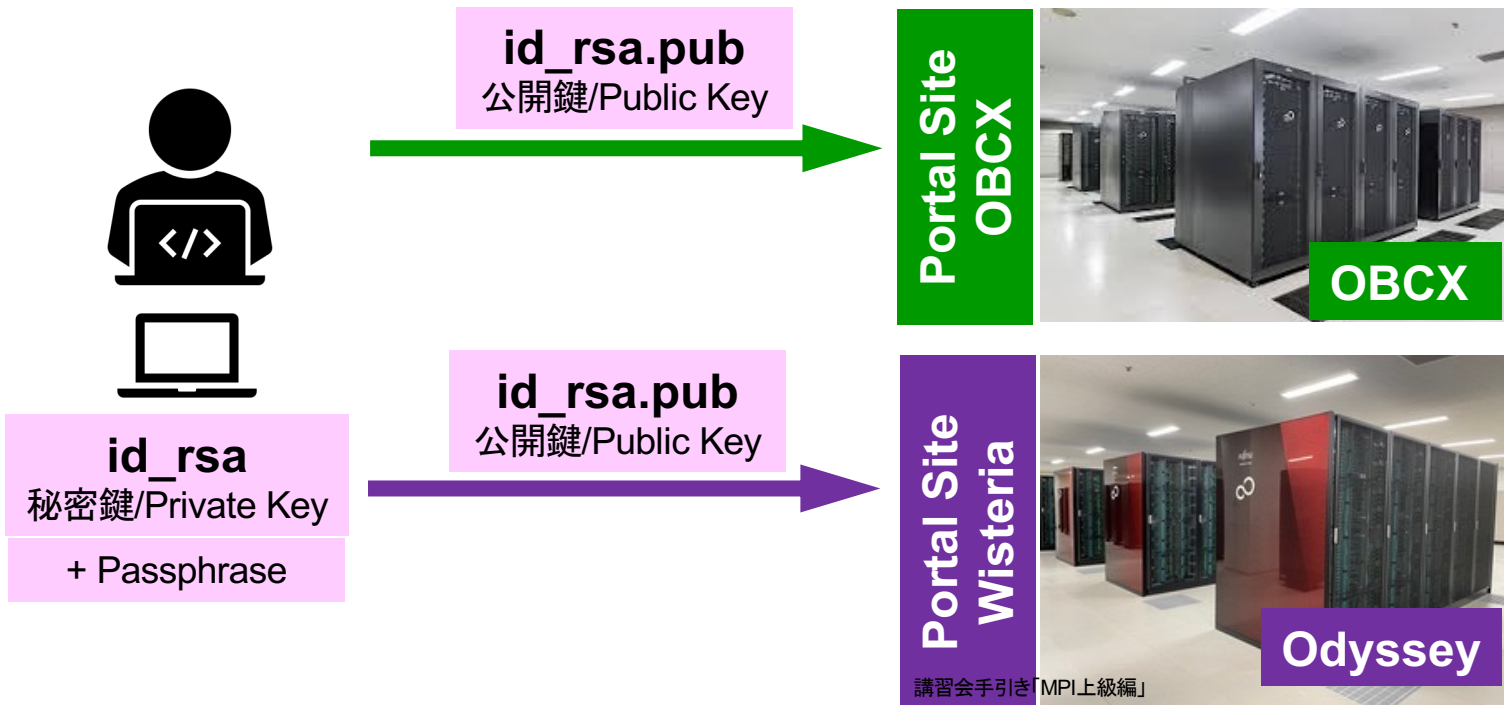 id_rsa.pub
公開鍵/Public Key
Portal Site
OBCX
OBCX
</>
id_rsa.pub
公開鍵/Public Key
id_rsa
秘密鍵/Private Key
+ Passphrase
Portal Site
Wisteria
Odyssey
講習会手引き「MPI上級編」